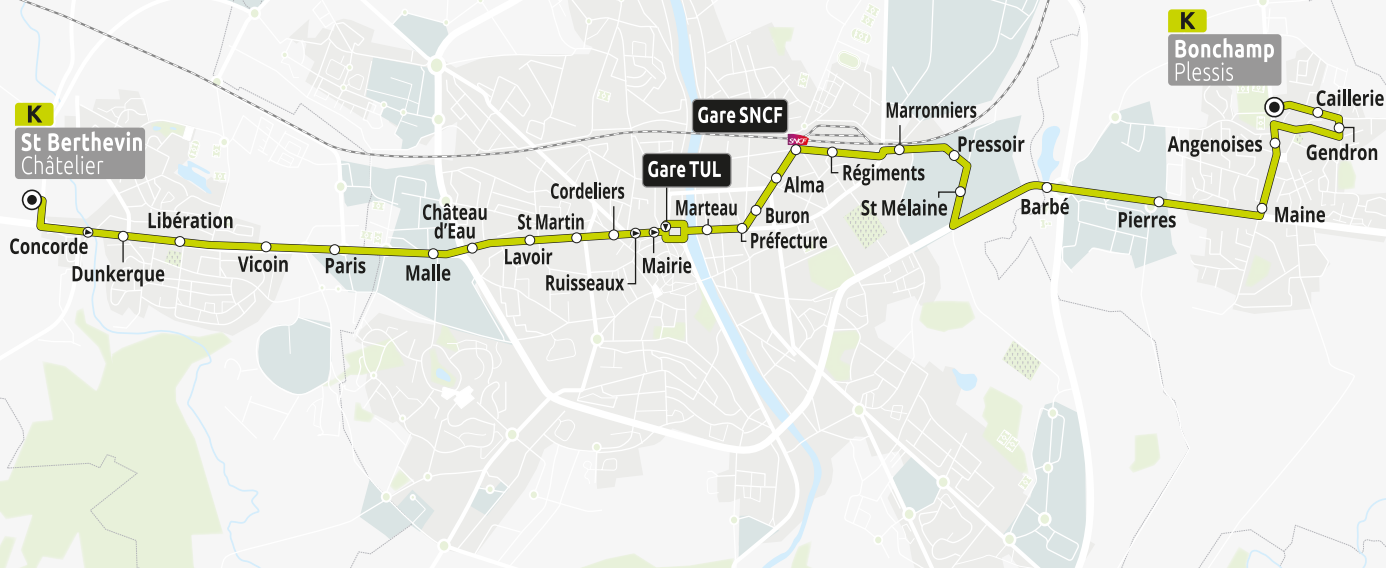 K
St Berthevin
Châtelier
Concorde
Dunkerque
Libération
Vicoin
Paris
Malle
Château
d'Eau
Lavoir
St Martin
Cordeliers
Ruisseaux
Mairie
Gare TUL
Marteau
Préfecture
Buron
Alma
Gare SNCF
SNCF
Régiments
Marronniers
Pressoir
St Mélaine
Barbé
Pierres
Maine
Angenoises
Gendron
Caillerie
K
Bonchamp
Plessis